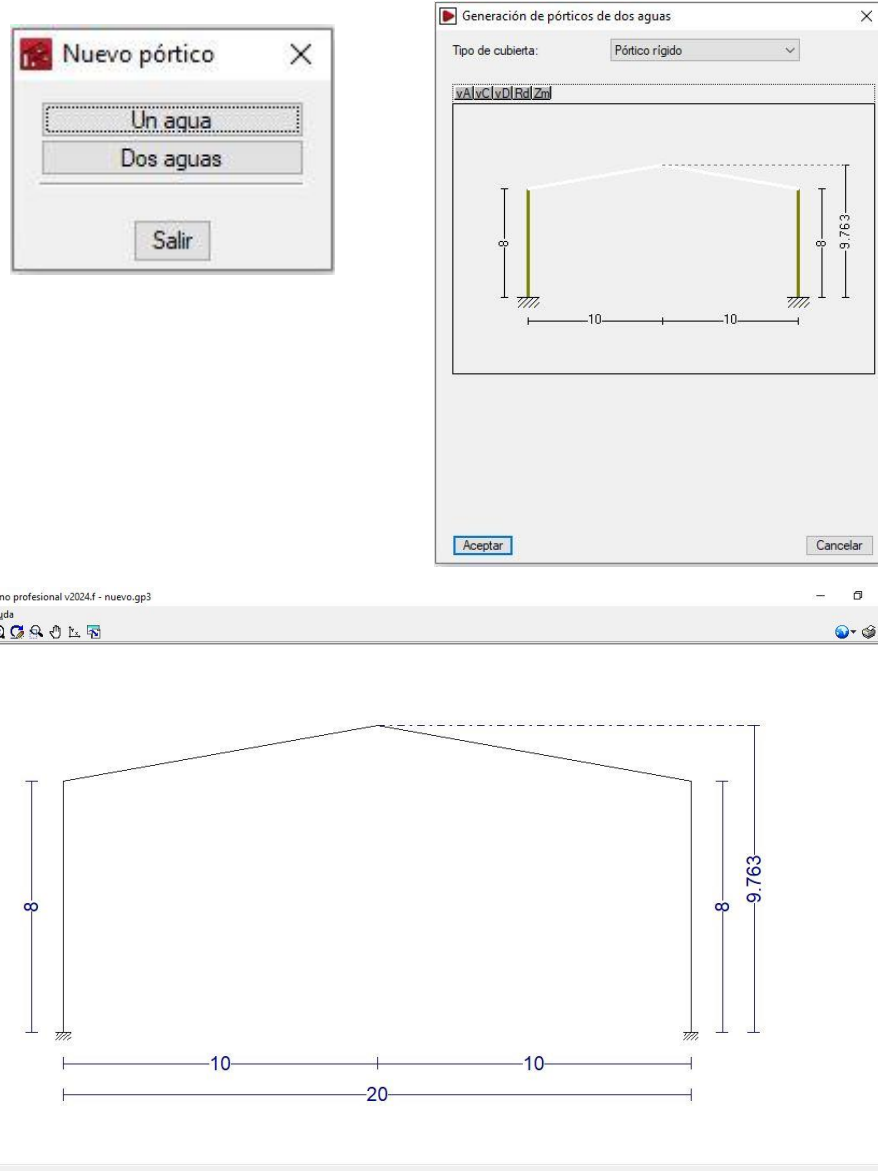 Nuevo pórtico
Un agua
Dos aguas
Salir
Generación de pórticos de dos aguas
Tipo de cubierta:
Pórtico rígido
vA vC vD Rd Zm
8
8
9.763
10
10
Aceptar
Cancelar
no profesional v2024.f - nuevo.gp3
yda
8
8
9.763
10
10
20